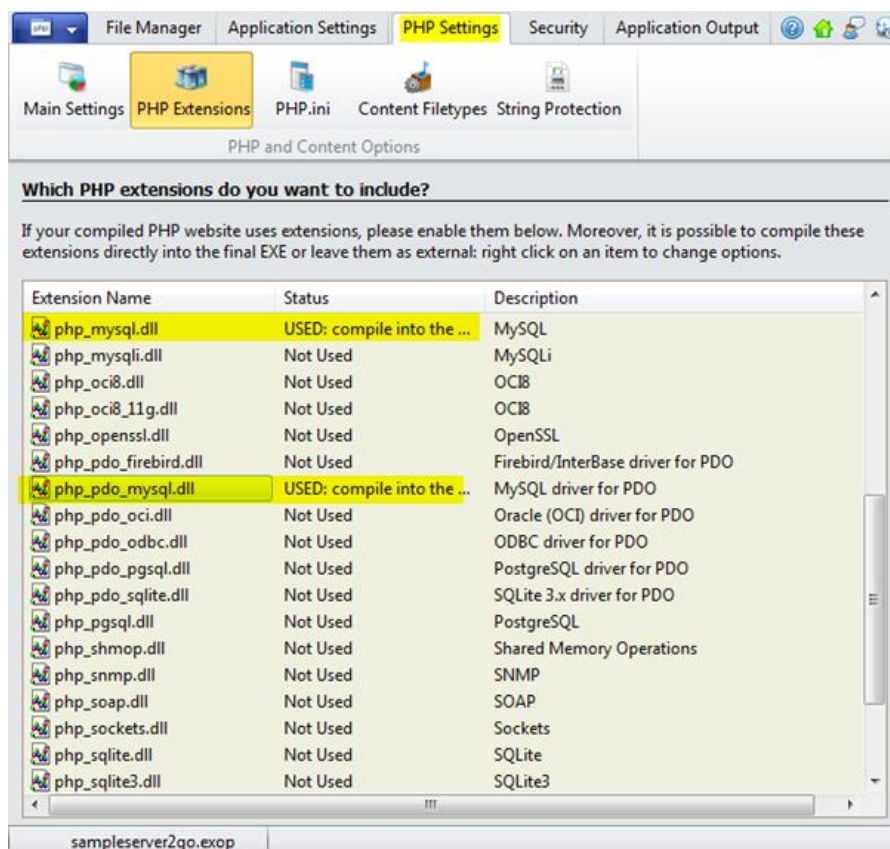 php
File Manager Application Settings PHP Settings Security Application Output
Main Settings PHP Extensions PHP.ini Content Filetypes String Protection
PHP and Content Options
Which PHP extensions do you want to include?
If your compiled PHP website uses extensions, please enable them below. Moreover, it is possible to compile these
extensions directly into the final EXE or leave them as external: right click on an item to change options.
Extension Name Status Description
php_mysql.dll USED: compile into the ... MySQL
php_mysqli.dll Not Used MySQLi
php_oci8.dll Not Used OCI8
php_oci8_11g.dll Not Used OCI8
php_openssl.dll Not Used OpenSSL
php_pdo_firebird.dll Not Used Firebird/InterBase driver for PDO
php_pdo_mysql.dll USED: compile into the ... MySQL driver for PDO
php_pdo_oci.dll Not Used Oracle (OCI) driver for PDO
php_pdo_odbc.dll Not Used ODBC driver for PDO
php_pdo_pgsql.dll Not Used PostgreSQL driver for PDO
php_pdo_sqlite.dll Not Used SQLite 3.x driver for PDO
php_pgsql.dll Not Used PostgreSQL
php_shmop.dll Not Used Shared Memory Operations
php_snmp.dll Not Used SNMP
php_soap.dll Not Used SOAP
php_sockets.dll Not Used Sockets
php_sqlite.dll Not Used SQLite
php_sqlite3.dll Not Used SQLite3
sampleserver2go.exop